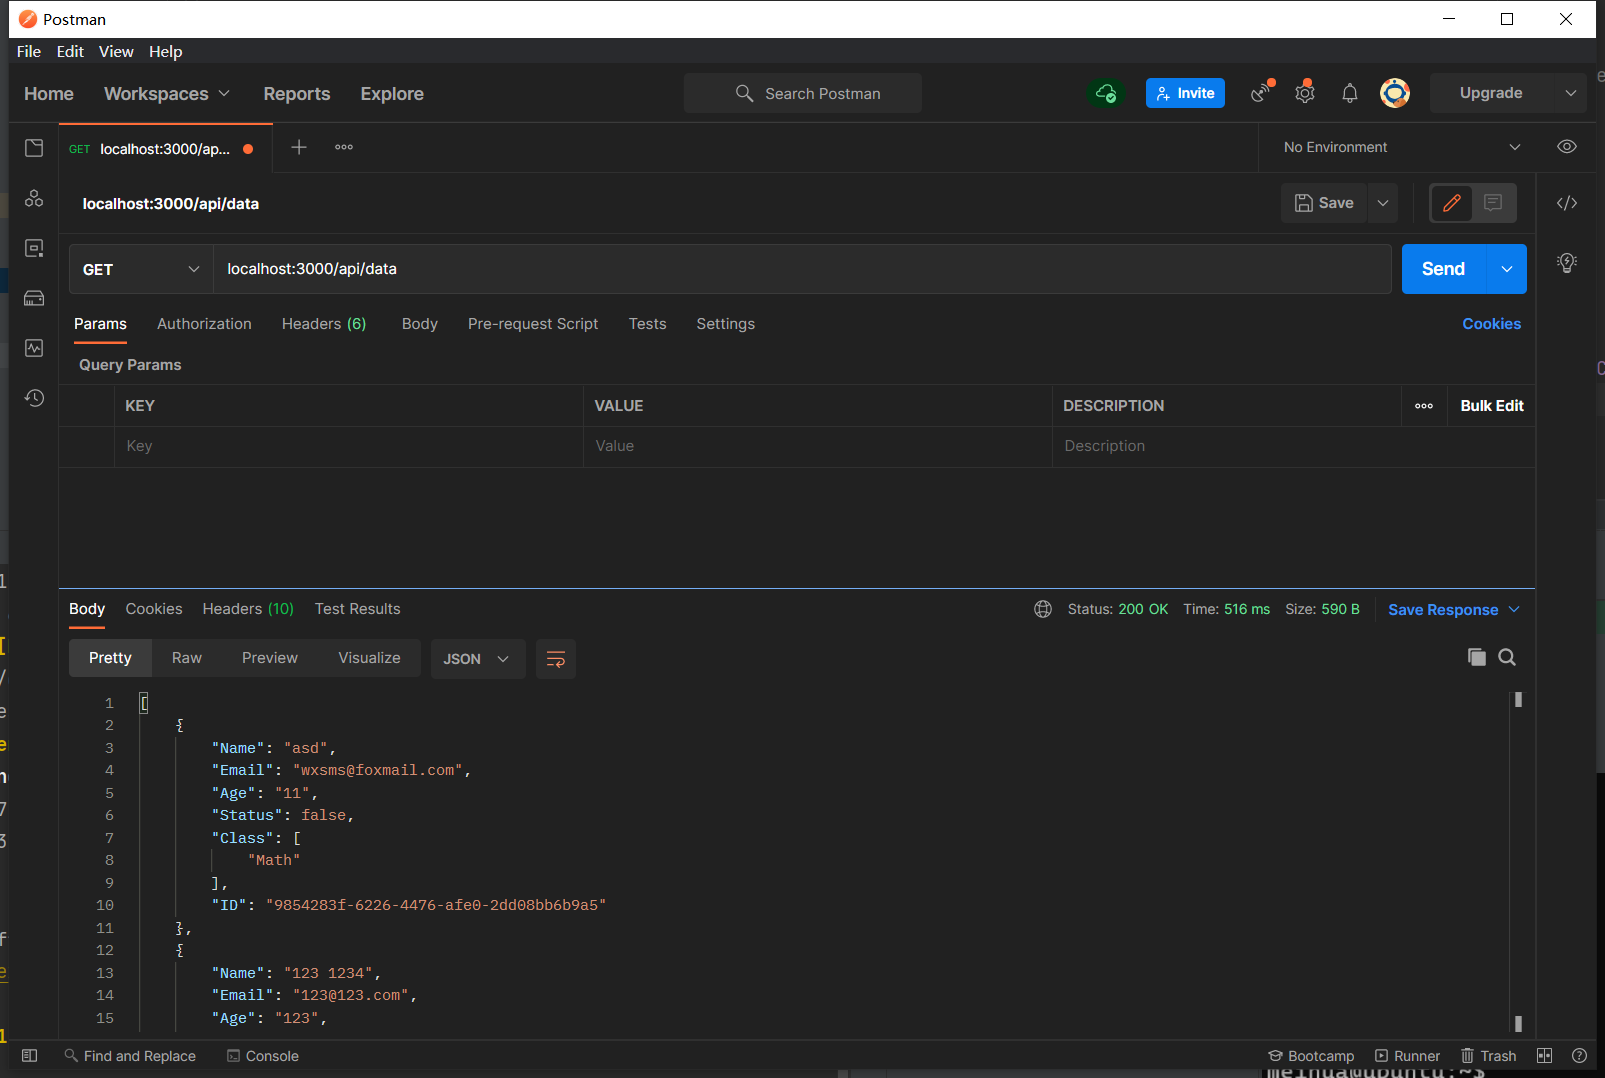 Postman
File Edit View Help
Home Workspaces Reports Explore Search Postman Invite Upgrade
GET localhost:3000/ap... No Environment
localhost:3000/api/data Save
GET localhost:3000/api/data Send
Params Authorization Headers (6) Body Pre-request Script Tests Settings Cookies
Query Params
KEY VALUE DESCRIPTION Bulk Edit
Key Value Description
Body Cookies Headers (10) Test Results Status: 200 OK Time: 516 ms Size: 590 B Save Response
Pretty Raw Preview Visualize JSON
1 [
2 {
3 "Name": "asd",
4 "Email": "wxsms@foxmail.com",
5 "Age": "11",
6 "Status": false,
7 "Class": [
8 "Math"
9 ],
10 "ID": "9854283f-6226-4476-afe0-2dd08bb6b9a5"
11 },
12 {
13 "Name": "123 1234",
14 "Email": "123@123.com",
15 "Age": "123",
Find and Replace Console Bootcamp Runner Trash
meihua@ubuntu:~$